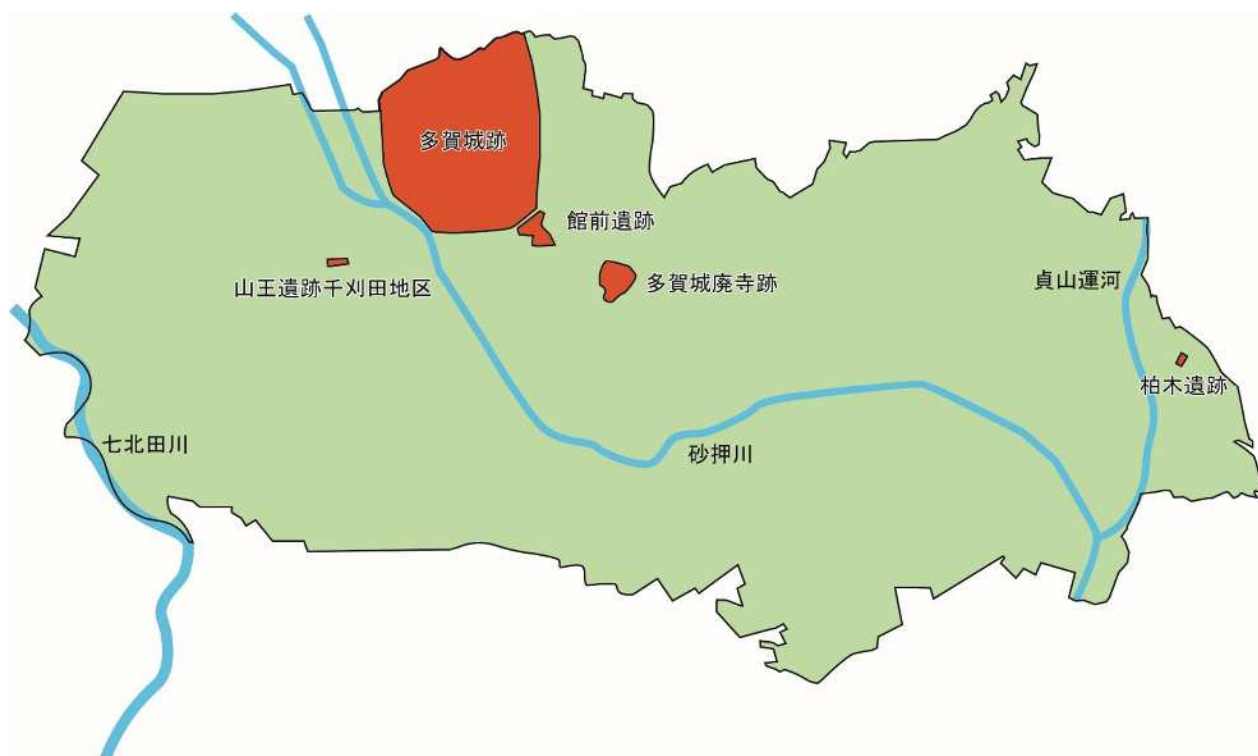 多賀城跡
館前遺跡
山王遺跡千刈田地区
多賀城廃寺跡
貞山運河
柏木遺跡
七北田川
砂押川